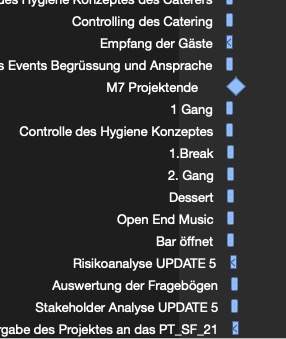 des Hygiene Konzeptes des Caterers
Controlling des Catering
Empfang der Gäste
s Events Begrüssung und Ansprache
M7 Projektende
1 Gang
Controlle des Hygiene Konzeptes
1.Break
2. Gang
Dessert
Open End Music
Bar öffnet
Risikoanalyse UPDATE 5
Auswertung der Fragebögen
Stakeholder Analyse UPDATE 5
rgabe des Projektes an das PT_SF_21